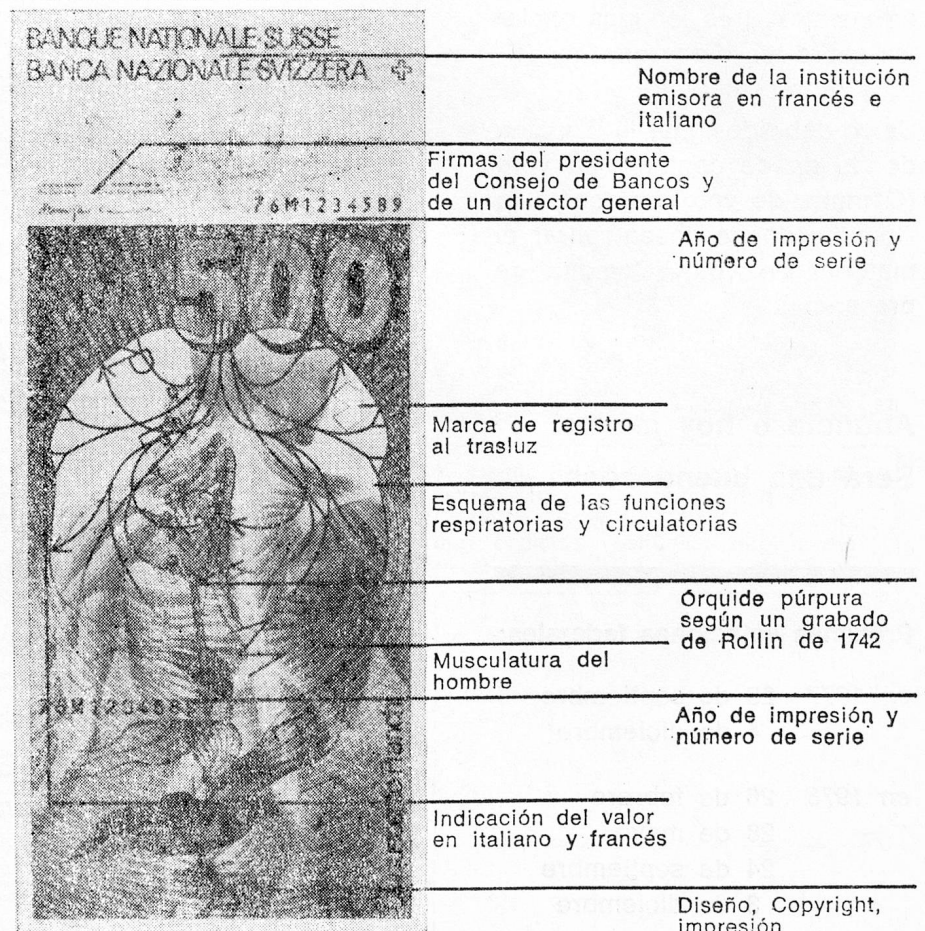 BANQUE NATIONALE SUISSE
BANCA NAZIONALE SVIZZERA
Nombre de la institución
emisora en francés e
italiano
Firmas del presidente
del Consejo de Bancos y
de un director general
76M1234589
Año de impresión y
número de serie
500
Marca de registro
al trasluz
Esquema de las funciones
respiratorias y circulatorias
Órquide púrpura
según un grabado
de Rollin de 1742
Musculatura del
hombre
76M1234589
Año de impresión y
número de serie
Indicación del valor
en italiano y francés
Diseño, Copyright,
impresión